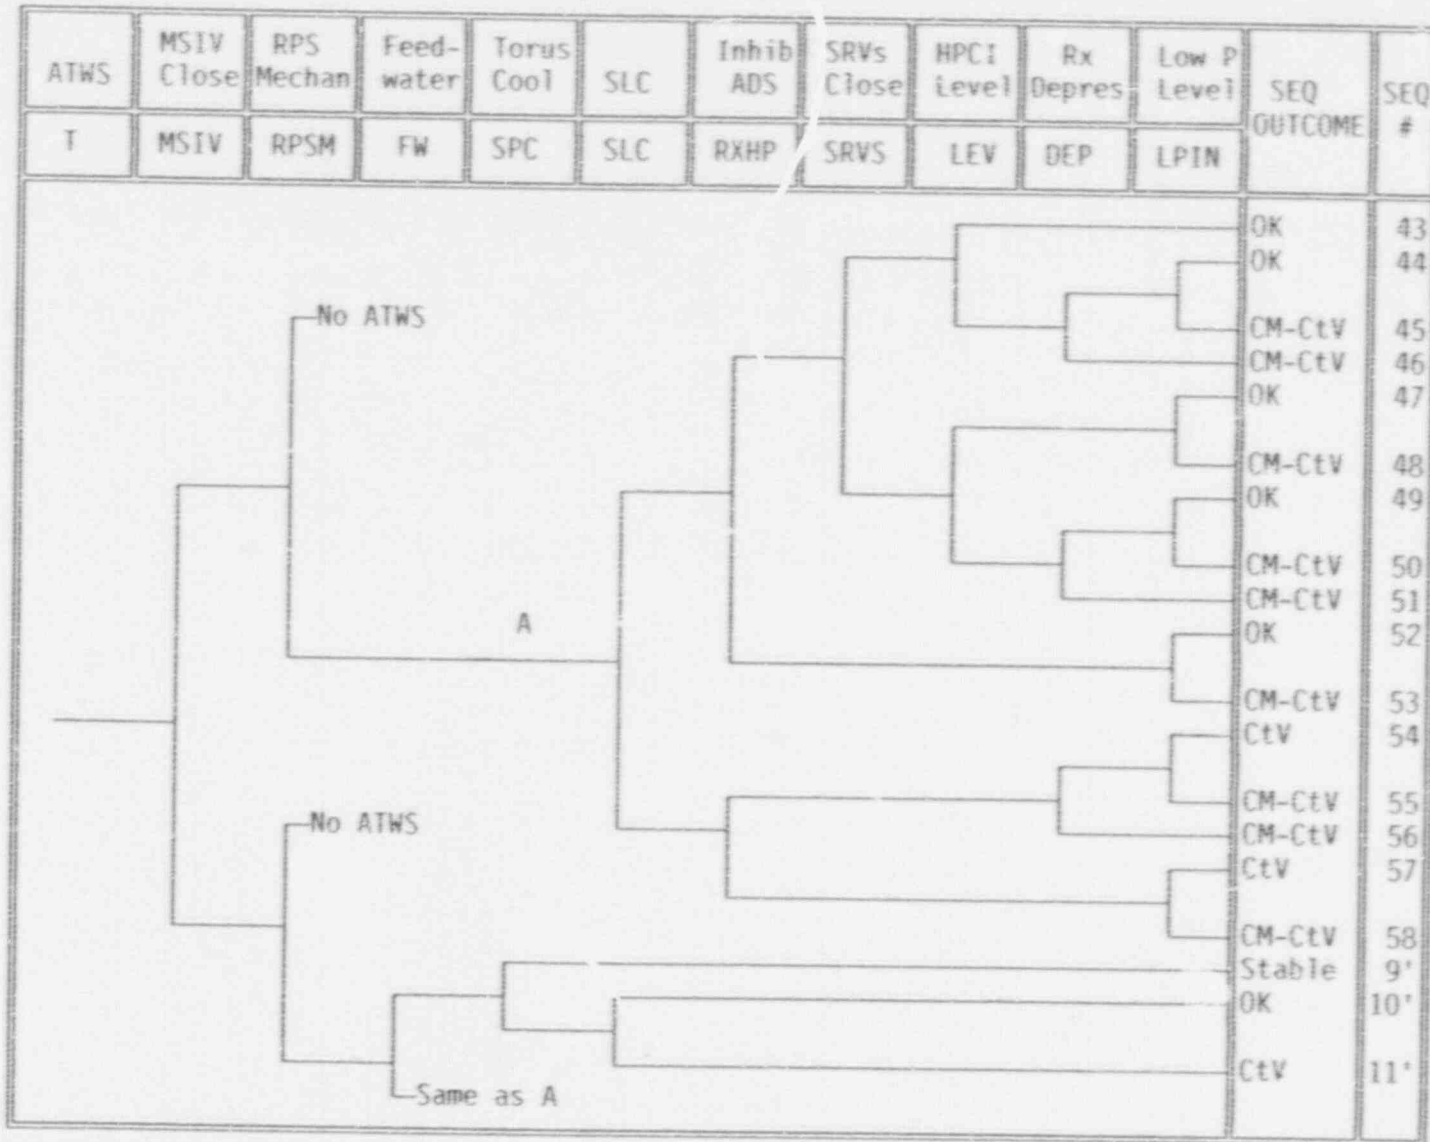 ATWS MSIV Close RPS Mechan Feed-water Torus Cool SLC Inhib ADS SRVs Close HPCI Level Rx Depres Low P Level SEQ OUTCOME SEQ #
T MSIV RPSM FW SPC SLC RXHP SRVS LEV DEP LPIN
OK 43
OK 44
No ATWS
CM-CtV 45
CM-CtV 46
OK 47
CM-CtV 48
OK 49
CM-CtV 50
CM-CtV 51
A
OK 52
CM-CtV 53
CtV 54
CM-CtV 55
No ATWS
CM-CtV 56
CtV 57
CM-CtV 58
Stable 9'
OK 10'
CtV 11'
Same as A